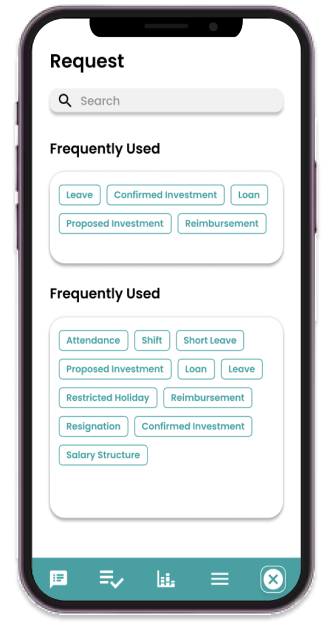 Request
Search
Frequently Used
Leave Confirmed Investment Loan
Proposed Investment Reimbursement
Frequently Used
Attendance Shift Short Leave
Proposed Investment Loan Leave
Restricted Holiday Reimbursement
Resignation Confirmed Investment
Salary Structure